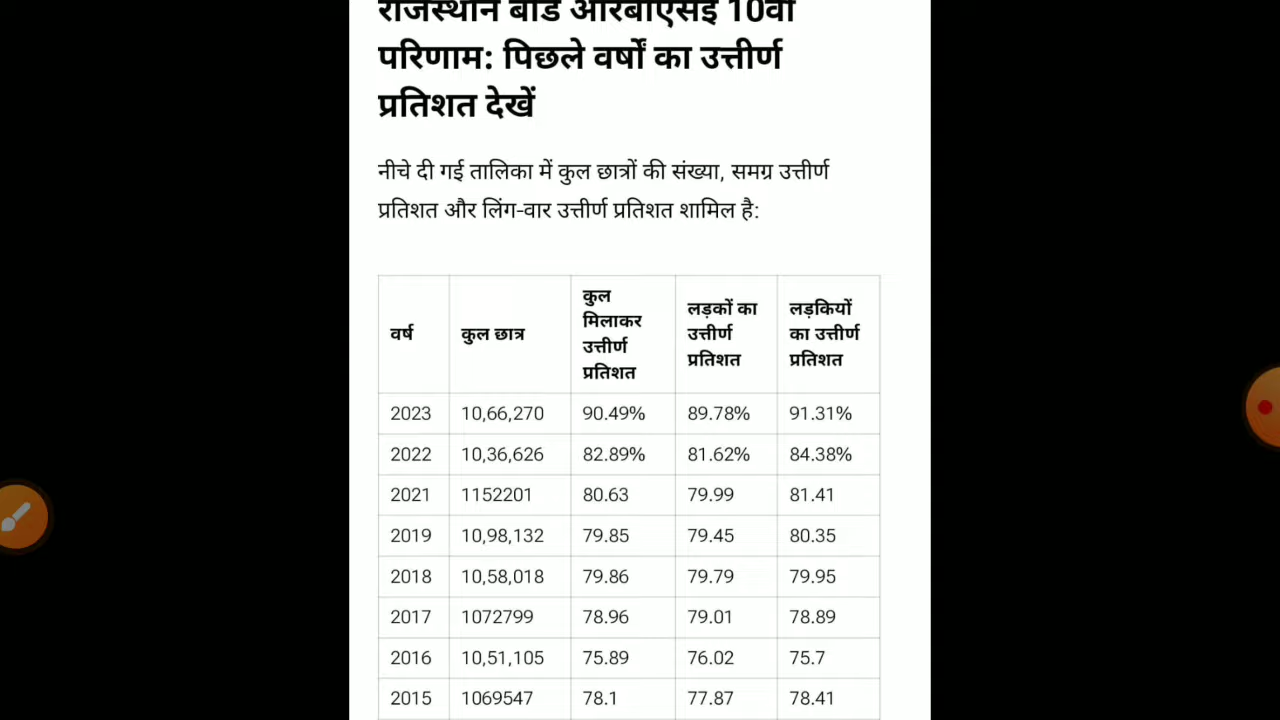 राजस्थान बोर्ड आरबीएसई 10वीं
परिणाम: पिछले वर्षों का उत्तीर्ण
प्रतिशत देखें
नीचे दी गई तालिका में कुल छात्रों की संख्या, समग्र उत्तीर्ण
प्रतिशत और लिंग-वार उत्तीर्ण प्रतिशत शामिल है:
वर्ष कुल छात्र कुल मिलाकर उत्तीर्ण प्रतिशत लड़कों का उत्तीर्ण प्रतिशत लड़कियों का उत्तीर्ण प्रतिशत
2023 10,66,270 90.49% 89.78% 91.31%
2022 10,36,626 82.89% 81.62% 84.38%
2021 1152201 80.63 79.99 81.41
2019 10,98,132 79.85 79.45 80.35
2018 10,58,018 79.86 79.79 79.95
2017 1072799 78.96 79.01 78.89
2016 10,51,105 75.89 76.02 75.7
2015 1069547 78.1 77.87 78.41